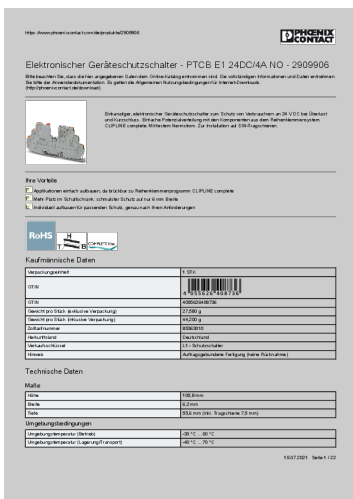 https://www.phoenixcontact.com/de/produkte/2909906
PHOENIX CONTACT
Elektronischer Geräteschutzschalter - PTCB E1 24DC/4A NO - 2909906
Bitte beachten Sie, dass die hier angegebenen Daten dem Online-Katalog entnommen sind. Die vollständigen Informationen und Daten entnehmen
Sie bitte der Anwenderdokumentation. Es gelten die Allgemeinen Nutzungsbedingungen für Internet-Downloads.
(http://phoenixcontact.de/download)
Einkanaliger, elektronischer Geräteschutzschalter zum Schutz von Verbrauchern an 24 V DC bei Überlast
und Kurzschluss. Einfache Potenzialverteilung mit den Komponenten aus dem Reihenklemmensystem
CLIPLINE complete. Mit festem Nennstrom. Zur Installation auf DIN-Tragschienen.
Ihre Vorteile
Applikationen einfach aufbauen, da brückbar zu Reihenklemmenprogramm CLIPLINE complete
Mehr Platz im Schaltschrank: schmalster Schutz auf nur 6 mm Breite
Individuell aufbauen für passenden Schutz, genau nach Ihren Anforderungen
RoHS
COMPLETE line
Kaufmännische Daten
Verpackungseinheit 1 STK
GTIN 4 055626 408736
GTIN 4055626408736
Gewicht pro Stück (exklusive Verpackung) 27,580 g
Gewicht pro Stück (inklusive Verpackung) 44,200 g
Zolltarifnummer 85362010
Herkunftsland Deutschland
Verkaufsschlüssel L1 - Schutzschalter
Hinweis Auftragsgebundene Fertigung (keine Rücknahme)
Technische Daten
Maße
Höhe 105,8 mm
Breite 6,2 mm
Tiefe 55,6 mm (inkl. Tragschiene 7,5 mm)
Umgebungsbedingungen
Umgebungstemperatur (Betrieb) -30 °C ... 60 °C
Umgebungstemperatur (Lagerung/Transport) -40 °C ... 70 °C
15.07.2021 Seite 1 / 22